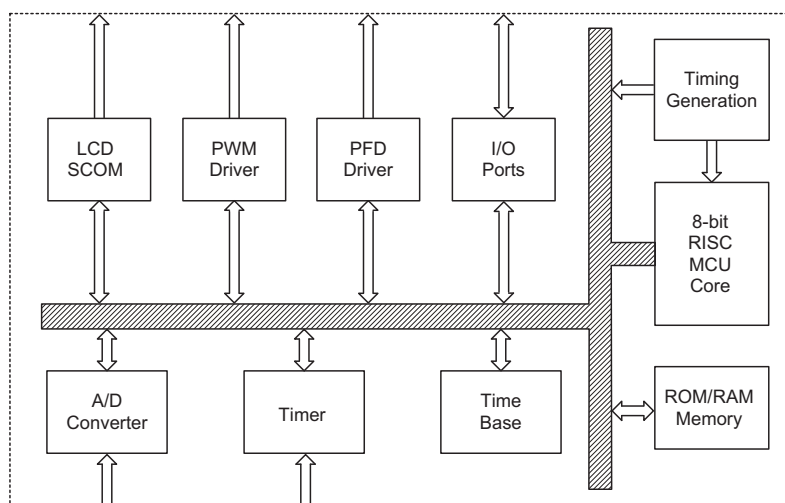 Timing
Generation
LCD
SCOM
PWM
Driver
PFD
Driver
I/O
Ports
8-bit
RISC
MCU
Core
A/D
Converter
Timer
Time
Base
ROM/RAM
Memory